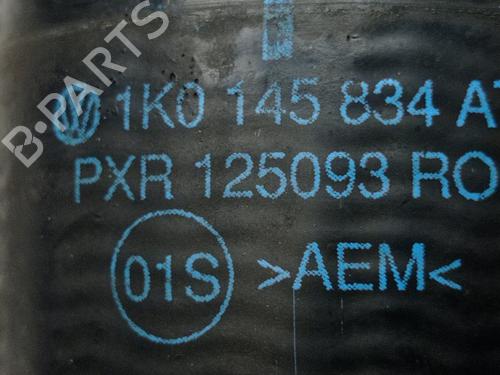 B-PARTS
1K0 145 834 AT
PXR 125093 RO
01S >AEM<